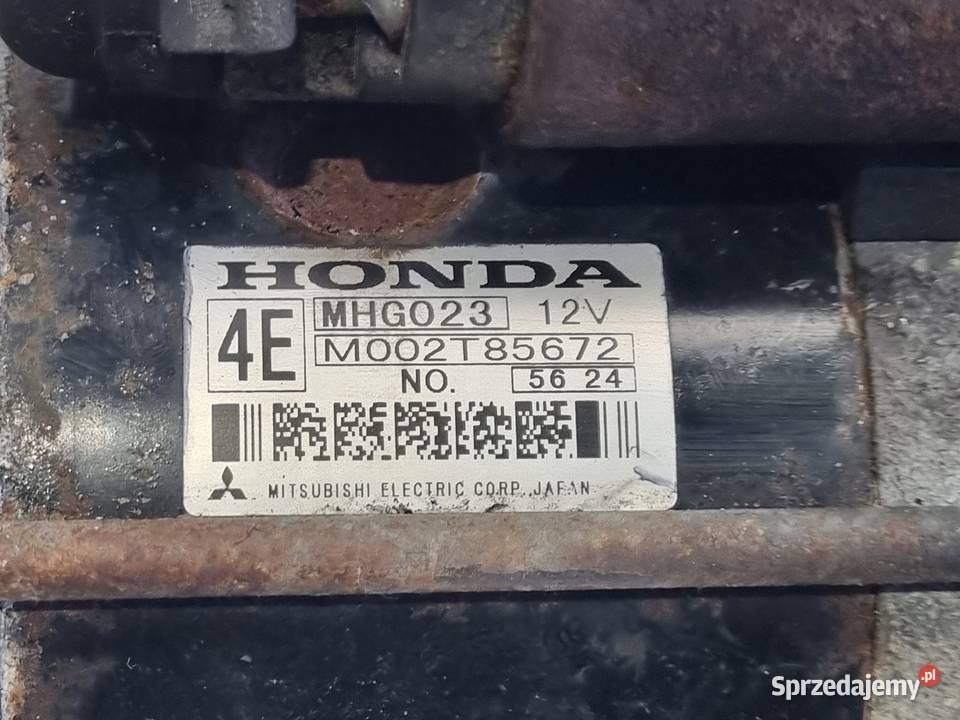 HONDA
4E MHG023 12V
M002T85672
NO. 56 24
MITSUBISHI ELECTRIC CORP. JAPAN
Sprzedajemy.pl